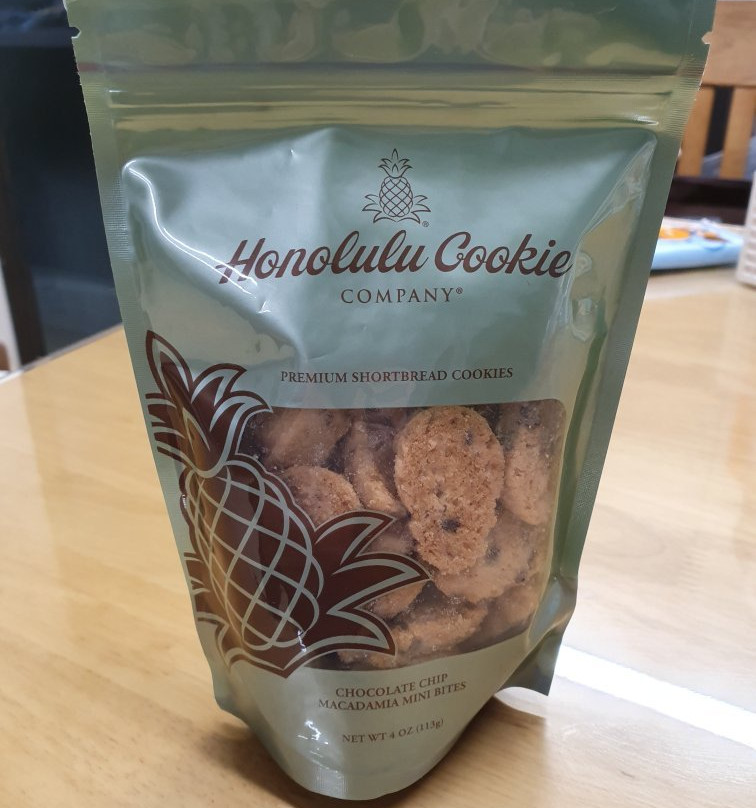 Honolulu Cookie
COMPANY®
PREMIUM SHORTBREAD COOKIES
CHOCOLATE CHIP
MACADAMIA MINI BITES
NET WT 4 OZ (113g)